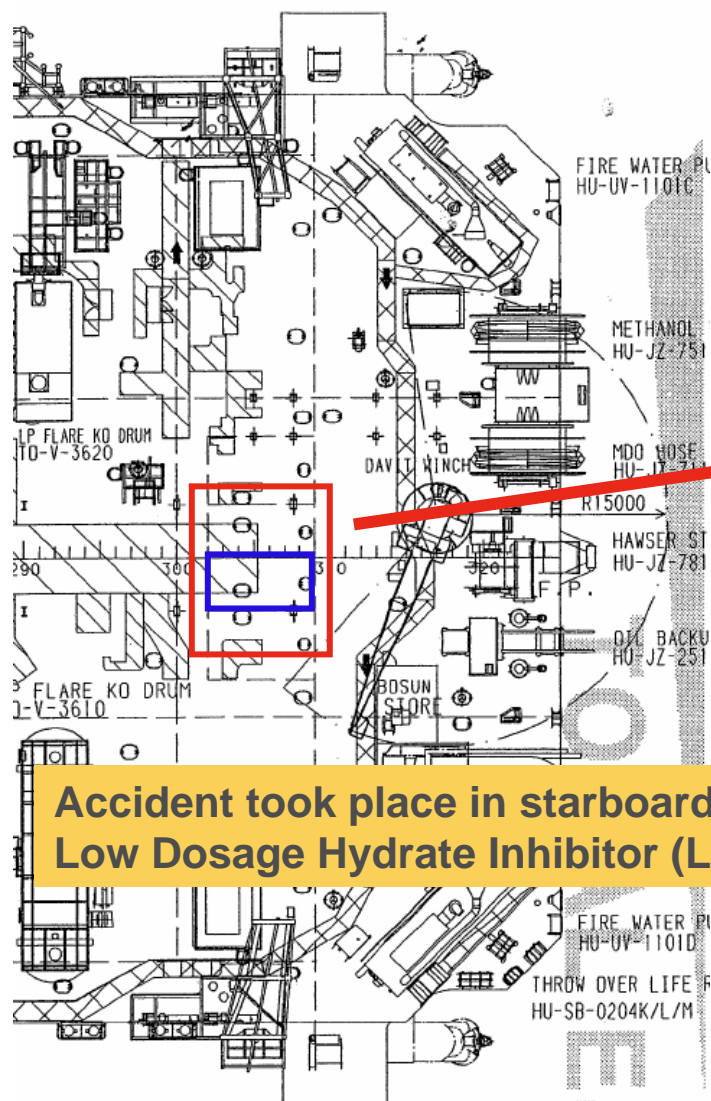 FIRE WATER PU
HU-UV-1101C
METHANOL
HU-JZ-751
LP FLARE KO DRUM
TO-V-3620
DAVIT WINCH
MDO HOSE
R15000
290
300
320
HAWSER ST
HU-JZ-781
F.P.
OIL BACKU
HU-JZ-251
FLARE KO DRUM
BOSUN
STORE
Accident took place in starboard
Low Dosage Hydrate Inhibitor (L
FIRE WATER PU
HU-UV-1101D
THROW OVER LIFE R
HU-SB-0204K/L/M